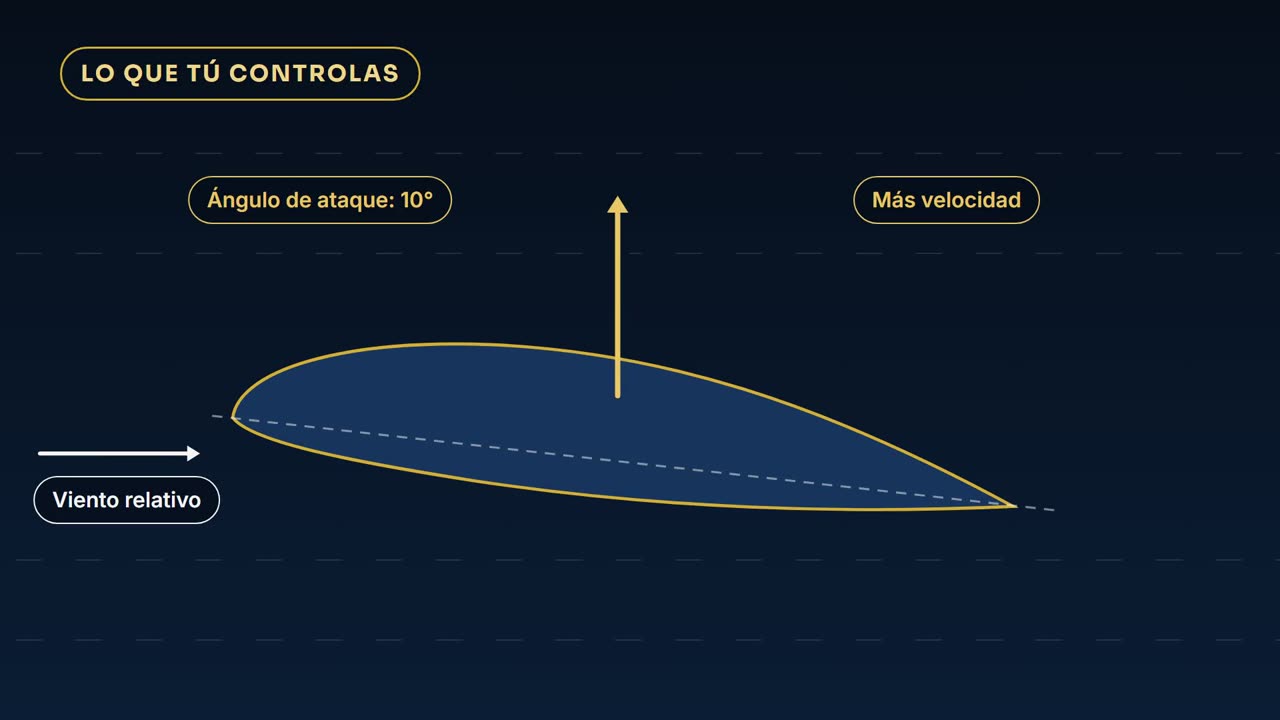 LO QUE TÚ CONTROLAS
Ángulo de ataque: 10°
Más velocidad
Viento relativo